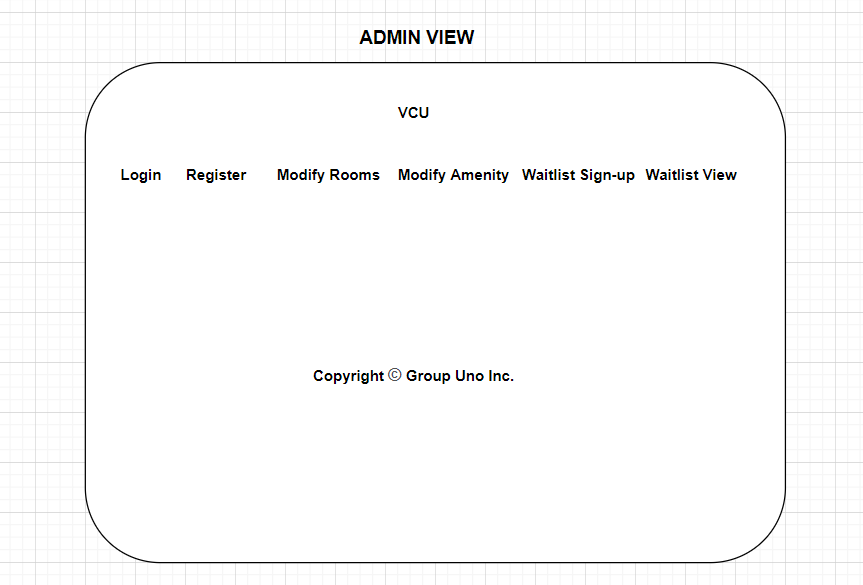 ADMIN VIEW
VCU
Login Register Modify Rooms Modify Amenity Waitlist Sign-up Waitlist View
Copyright © Group Uno Inc.